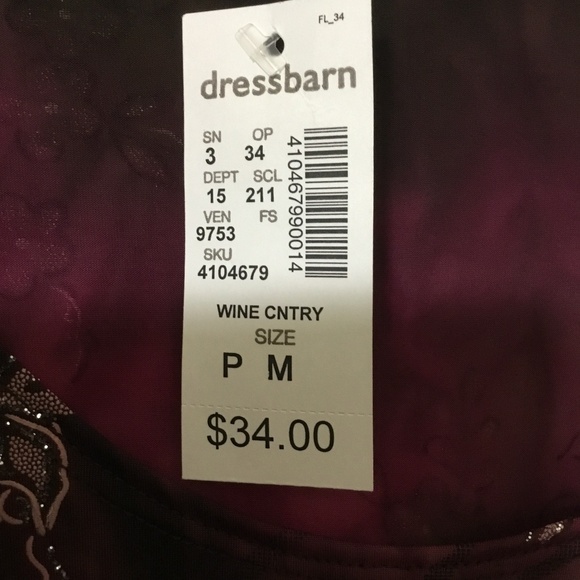 FL_34
dressbarn
SN OP
3 34
DEPT SCL
15 211
VEN FS
9753
SKU
4104679
410467990014
WINE CNTRY
SIZE
P M
$34.00